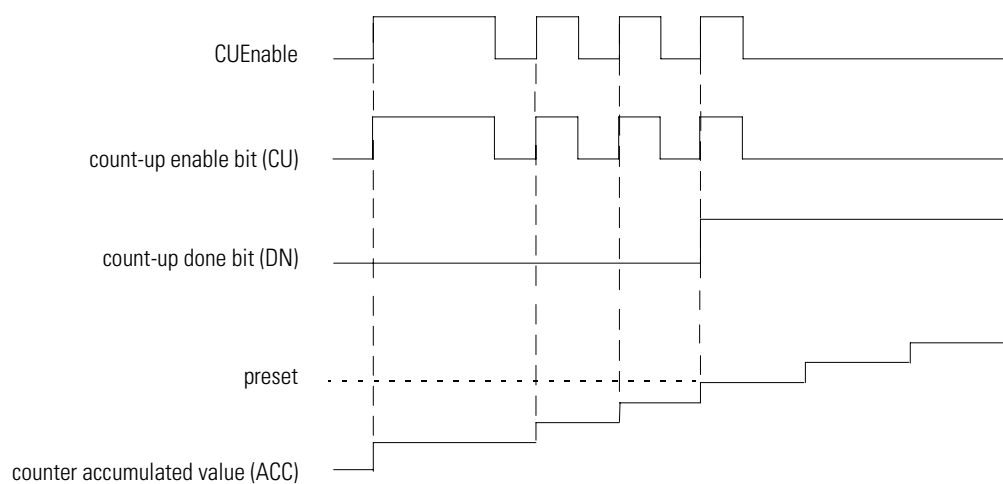 CUEnable
count-up enable bit (CU)
count-up done bit (DN)
preset
counter accumulated value (ACC)